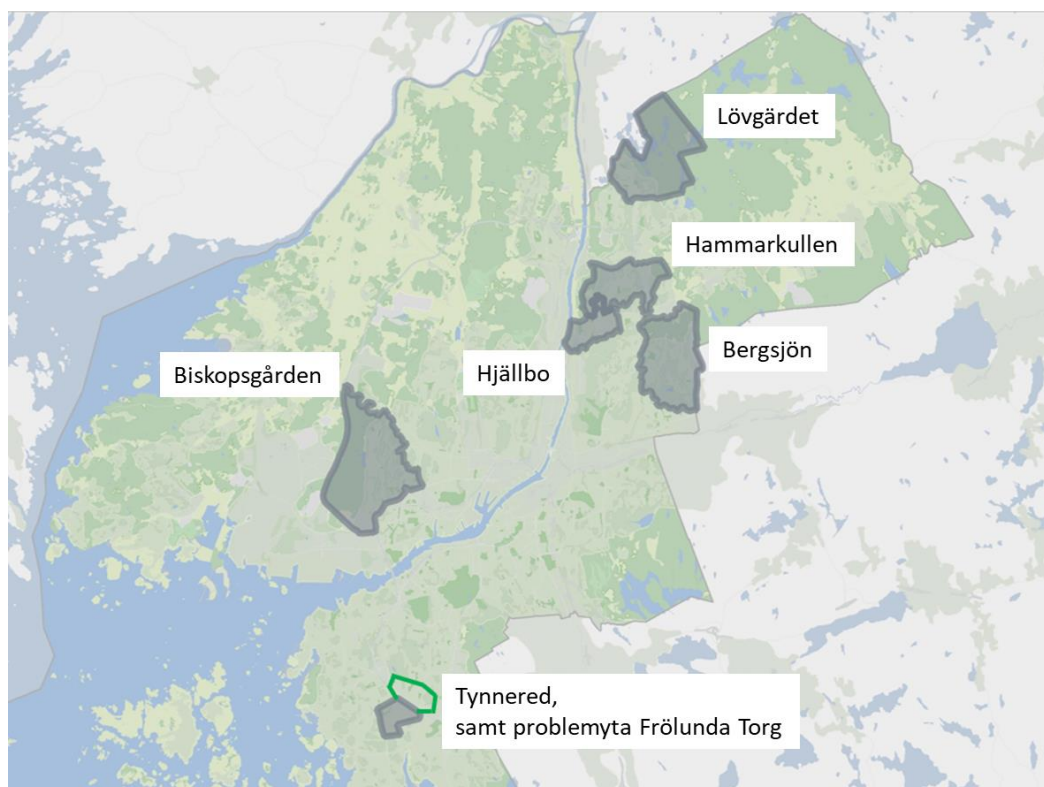 Lövgärdet
Hammarkullen
Bergsjön
Hjällbo
Biskopsgården
Tynnered,
samt problemyta Frölunda Torg